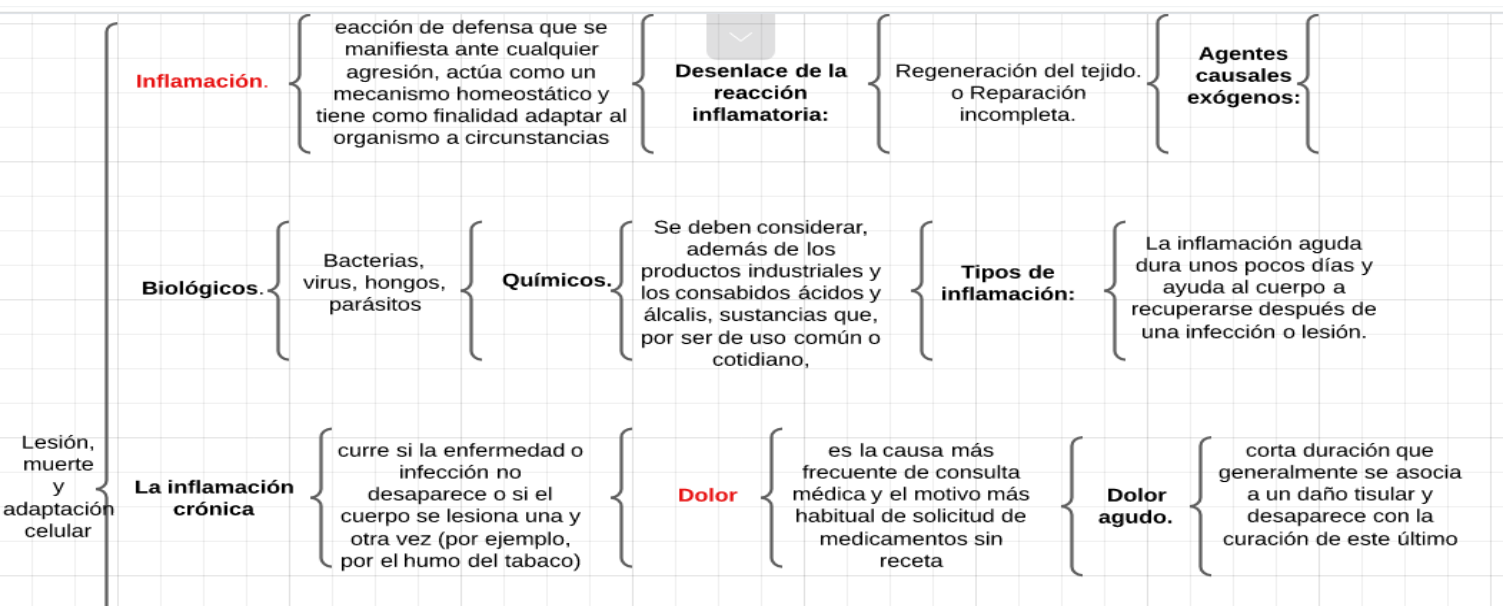 Lesión,
muerte
y
adaptación
celular
Inflamación.
eacción de defensa que se
manifiesta ante cualquier
agresión, actúa como un
mecanismo homeostático y
tiene como finalidad adaptar al
organismo a circunstancias
Desenlace de la
reacción
inflamatoria:
Regeneración del tejido.
o Reparación
incompleta.
Agentes
causales
exógenos:
Biológicos.
Bacterias,
virus, hongos,
parásitos
Químicos.
Se deben considerar,
además de los
productos industriales y
los consabidos ácidos y
álcalis, sustancias que,
por ser de uso común o
cotidiano,
Tipos de
inflamación:
La inflamación aguda
dura unos pocos días y
ayuda al cuerpo a
recuperarse después de
una infección o lesión.
La inflamación
crónica
curre si la enfermedad o
infección no
desaparece o si el
cuerpo se lesiona una y
otra vez (por ejemplo,
por el humo del tabaco)
Dolor
es la causa más
frecuente de consulta
médica y el motivo más
habitual de solicitud de
medicamentos sin
receta
Dolor
agudo.
corta duración que
generalmente se asocia
a un daño tisular y
desaparece con la
curación de este último